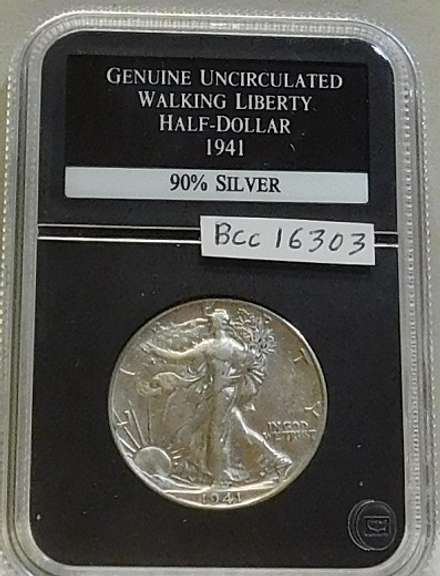 GENUINE UNCIRCULATED
WALKING LIBERTY
HALF-DOLLAR
1941
90% SILVER
BCC 16303
IN GOD
WE TRUST
1941